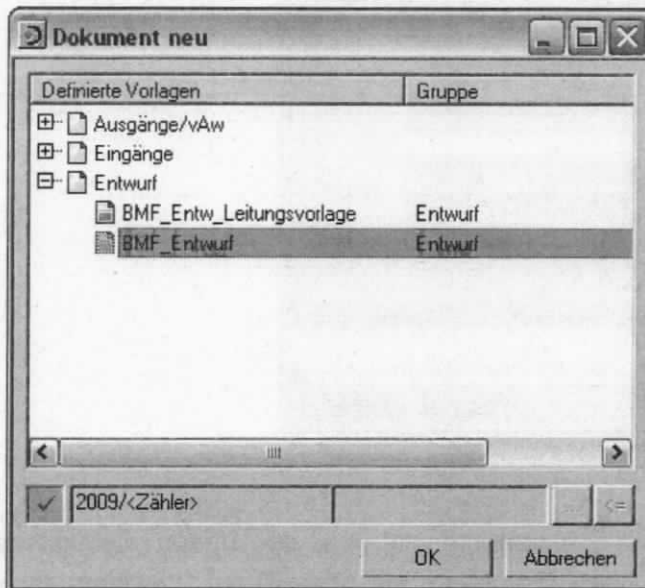 Dokument neu
Definierte Vorlagen Gruppe
Ausgänge/vAw
Eingänge
Entwurf
BMF_Entw_Leitungsvorlage Entwurf
BMF_Entwurf Entwurf
2009/<Zähler>
<=
OK Abbrechen